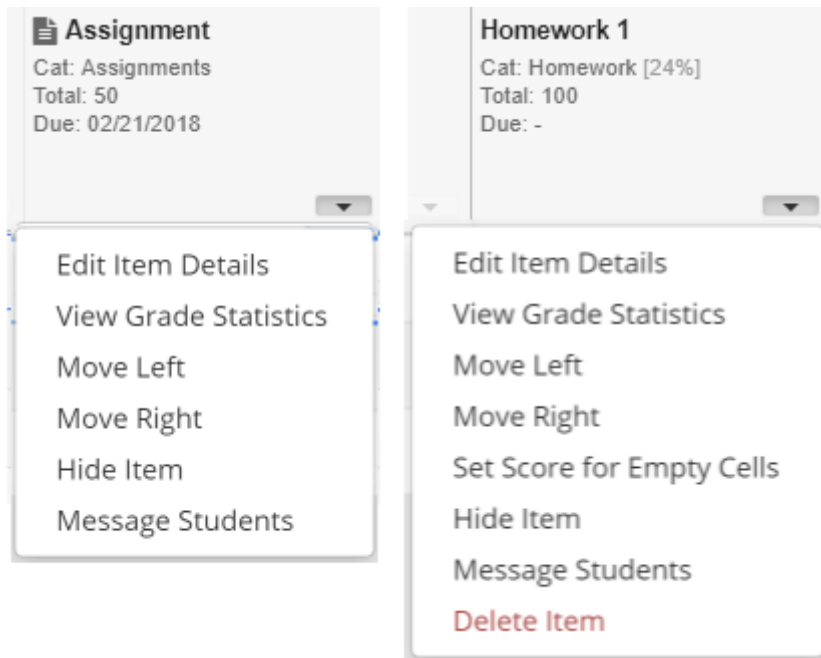 Assignment
Cat: Assignments
Total: 50
Due: 02/21/2018
Edit Item Details
View Grade Statistics
Move Left
Move Right
Hide Item
Message Students
Homework 1
Cat: Homework [24%]
Total: 100
Due: -
Edit Item Details
View Grade Statistics
Move Left
Move Right
Set Score for Empty Cells
Hide Item
Message Students
Delete Item